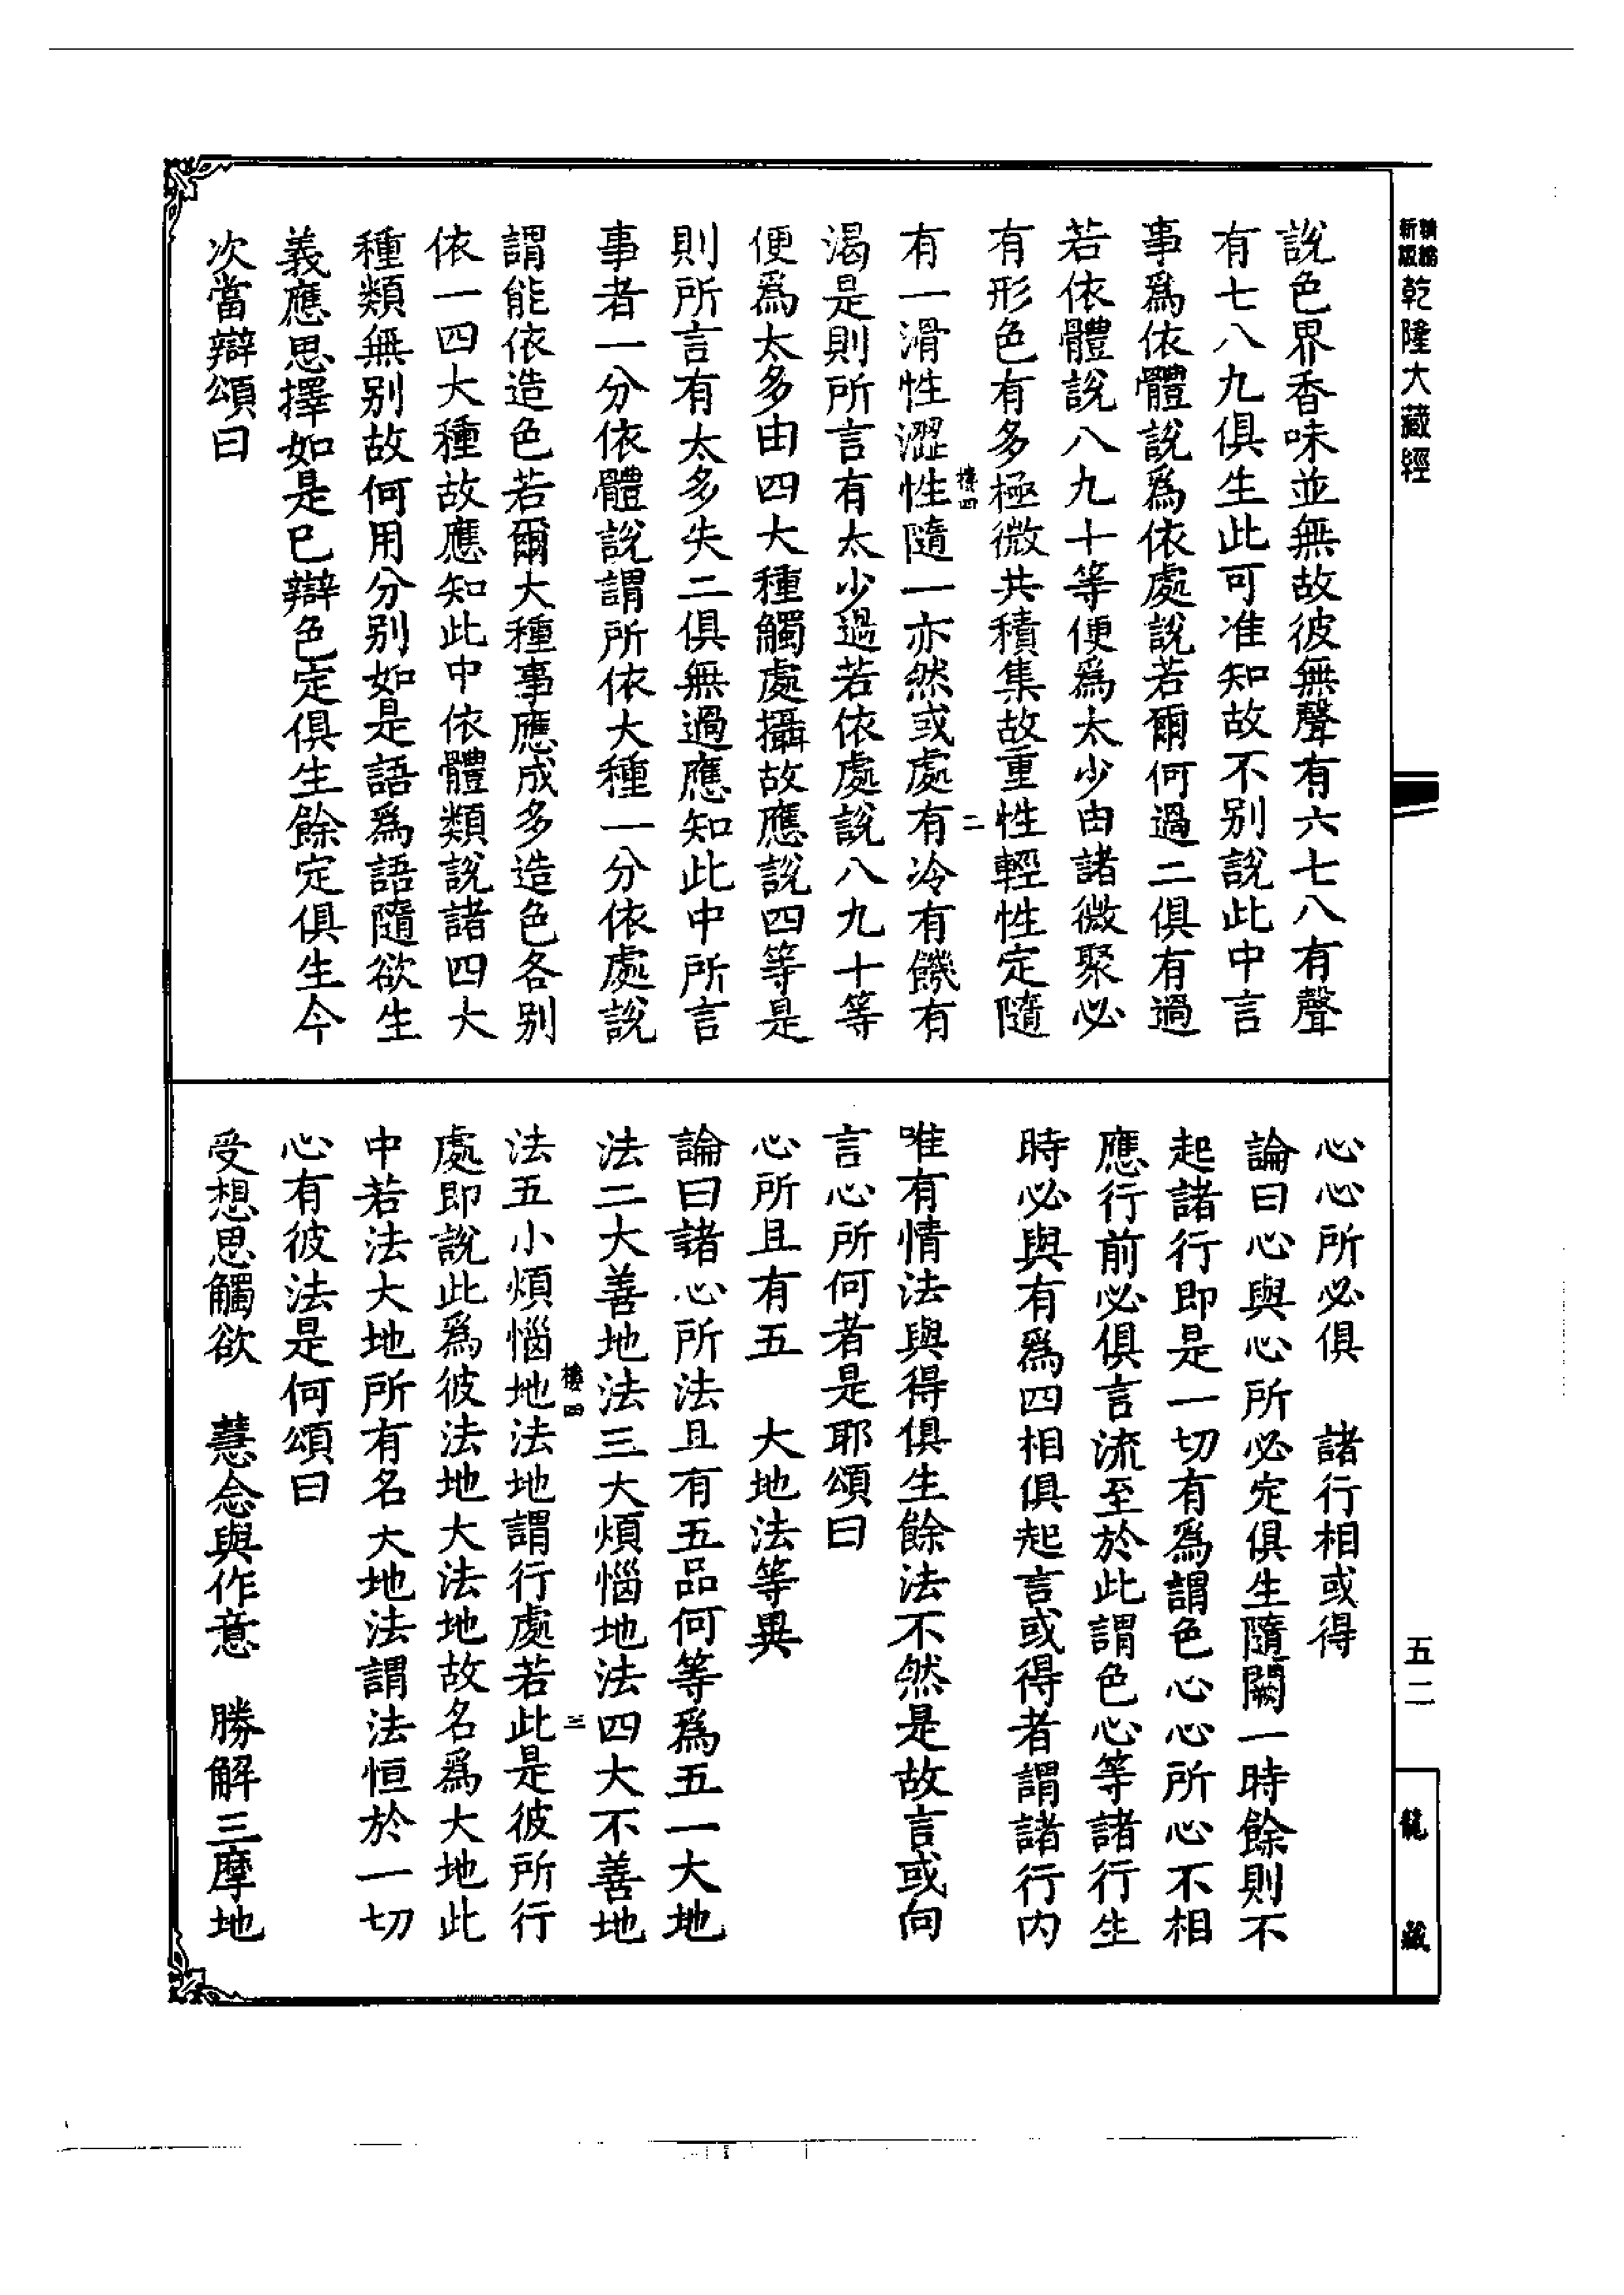 精縮新版乾隆大藏經
說色界香味並無故彼無聲有六七八有聲
有七八九俱生此可准知故不别說此中言
事爲依體說爲依處說若爾何過二俱有過
若依體說八九十等便爲太少由諸微聚必
有形色有多極微共積集故重性輕性定隨
樓四 二
有一滑性澀性隨一亦然或處有冷有饑有
渴是則所言有太少過若依處說八九十等
便爲太多由四大種觸處攝故應說四等是
則所言有太多失二俱無過應知此中所言
事者一分依體說謂所依大種一分依處說
謂能依造色若爾大種事應成多造色各别
依一四大種故應知此中依體類說諸四大
種類無别故何用分别如是語爲語隨欲生
義應思擇如是已辯色定俱生餘定俱生今
次當辯頌曰
心心所必俱 諸行相或得
論曰心與心所必定俱生隨闕一時餘則不
起諸行即是一切有爲謂色心心所心不相
應行前必俱言流至於此謂色心等諸行生
時必與有爲四相俱起言或得者謂諸行内
唯有情法與得俱生餘法不然是故言或向
言心所何者是耶頌曰
心所且有五 大地法等異
論曰諸心所法且有五品何等爲五一大地
法二大善地法三大煩惱地法四大不善地
樓四 三
法五小煩惱地法地謂行處若此是彼所行
處即說此爲彼法地大法地故名爲大地此
中若法大地所有名大地法謂法恒於一切
心有彼法是何頌曰
受想思觸欲 慧念與作意 勝解三摩地
五二
龍藏